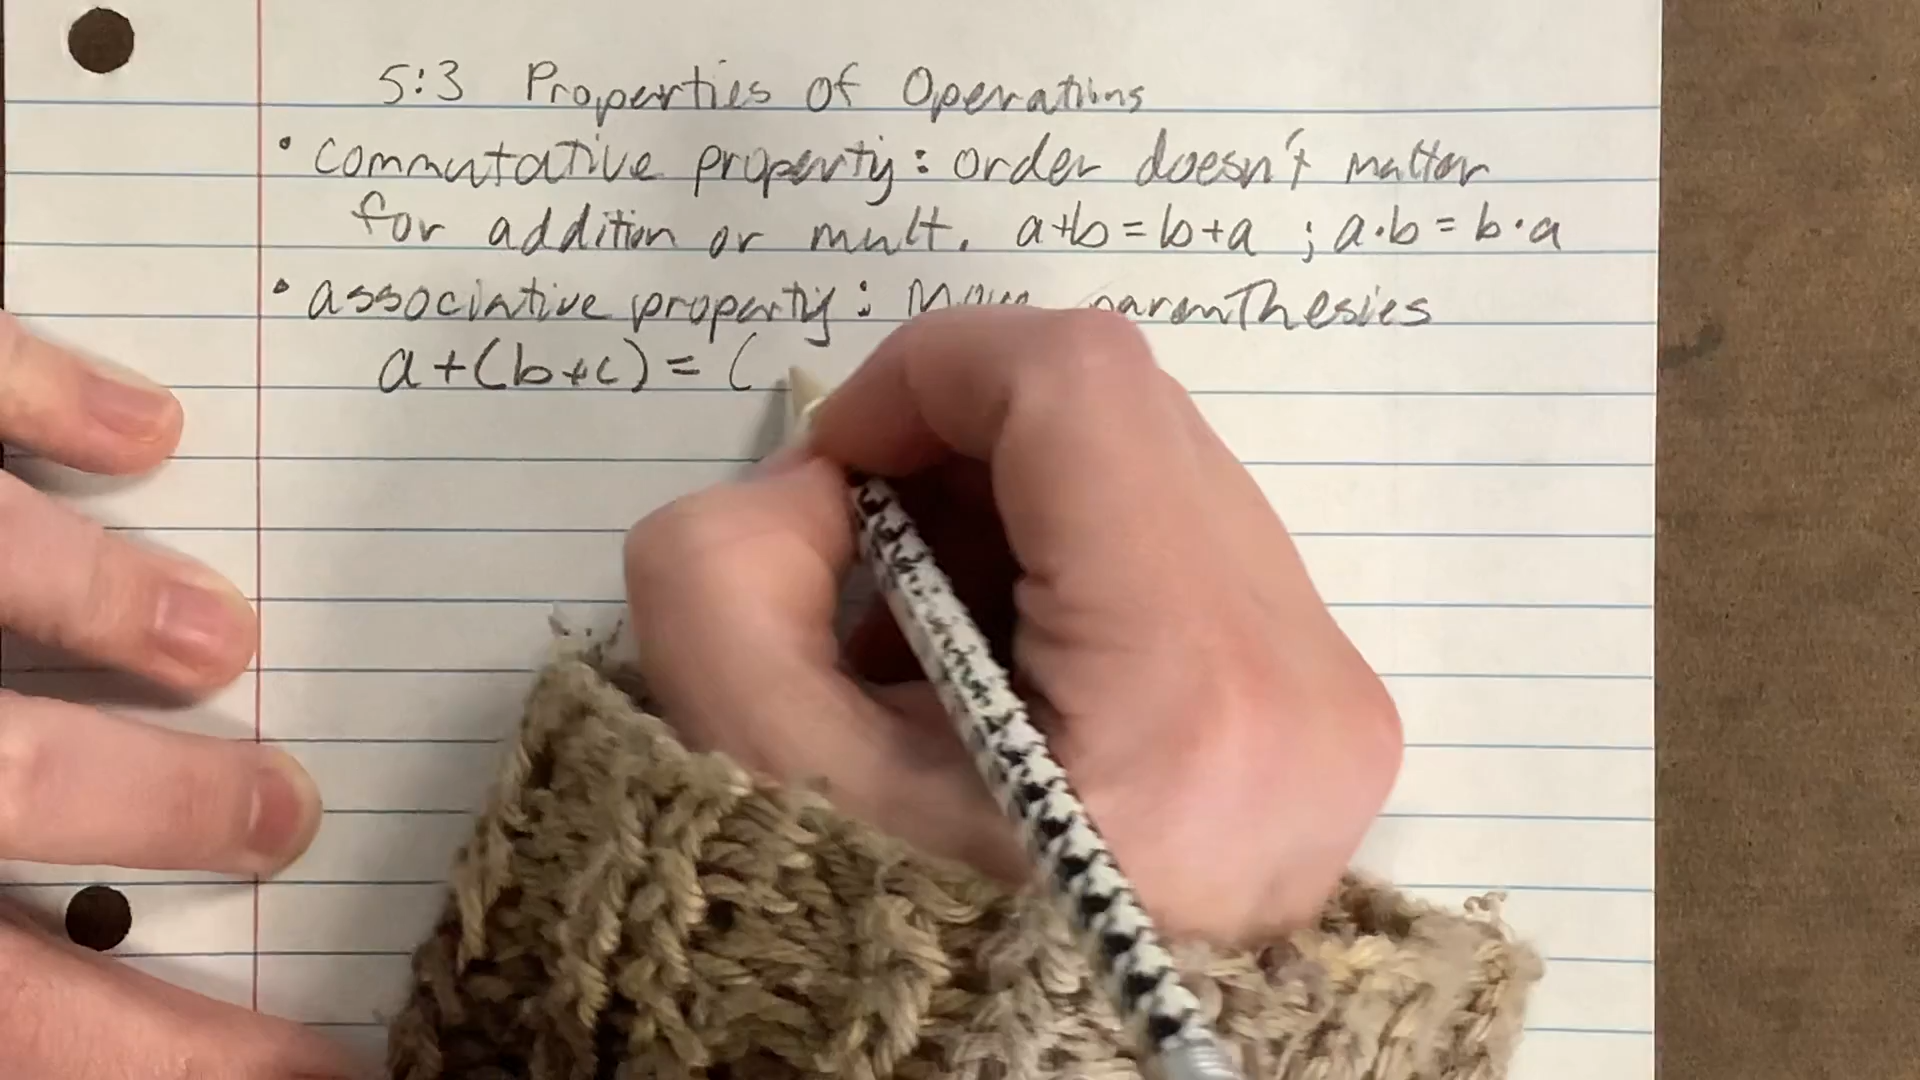 5:3 Properties of Operations
• commutative property: order doesn't matter
for addition or mult. a+b=b+a ; a·b=b·a
• associative property: parenthesies
a+(b+c) = (